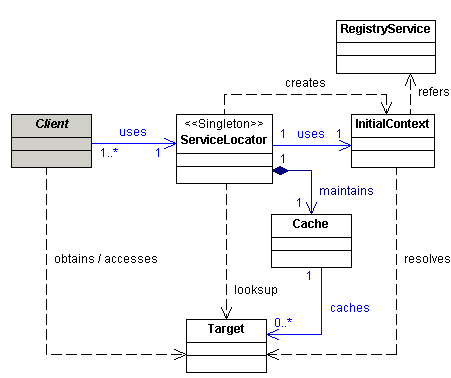 RegistryService
creates
refers
Client
uses
1..*
1
<<Singleton>>
ServiceLocator
1
uses
1
InitialContext
1
maintains
1
Cache
1
obtains / accesses
resolves
looksup
caches
0..*
Target